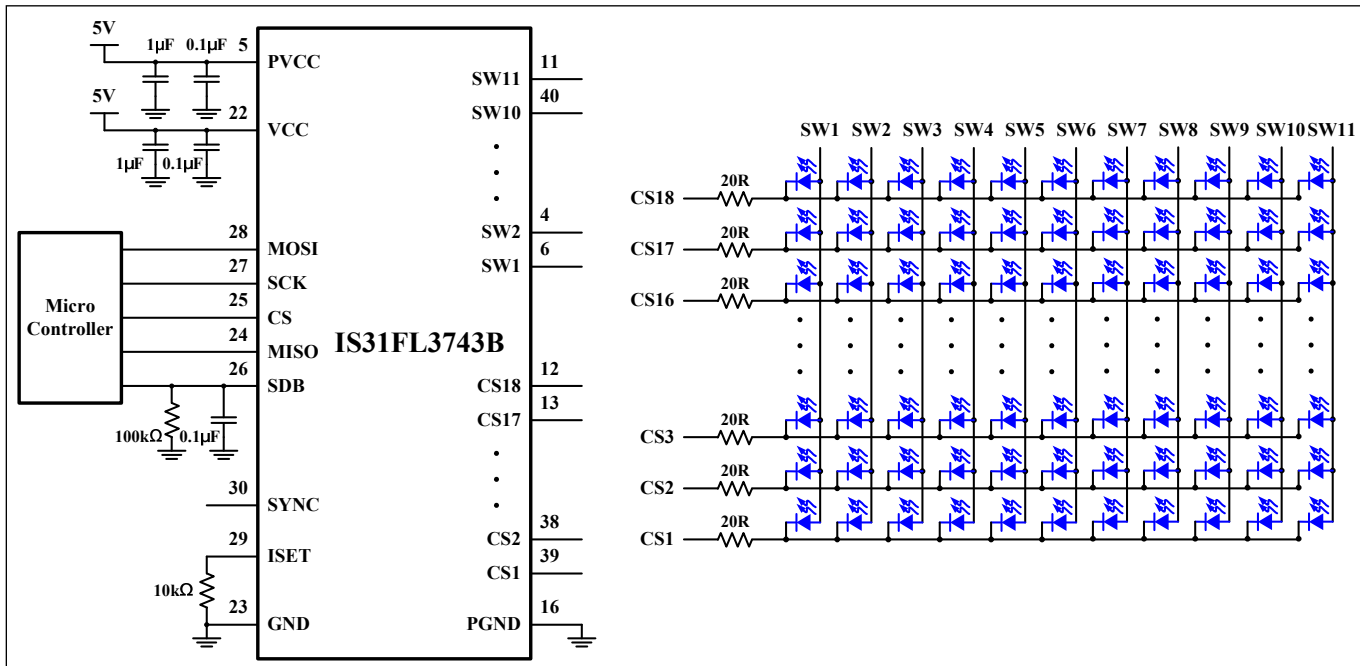 5V
1µF 0.1µF
5
PVCC
5V
22
VCC
1µF 0.1µF
Micro
Controller
28
MOSI
27
SCK
25
CS
24
MISO
26
SDB
100kΩ
0.1µF
30
SYNC
29
ISET
10kΩ
23
GND
IS31FL3743B
11
SW11
40
SW10
4
SW2
6
SW1
12
CS18
13
CS17
38
CS2
39
CS1
16
PGND
SW1 SW2 SW3 SW4 SW5 SW6 SW7 SW8 SW9 SW10 SW11
20R
CS18
20R
CS17
20R
CS16
20R
CS3
20R
CS2
20R
CS1